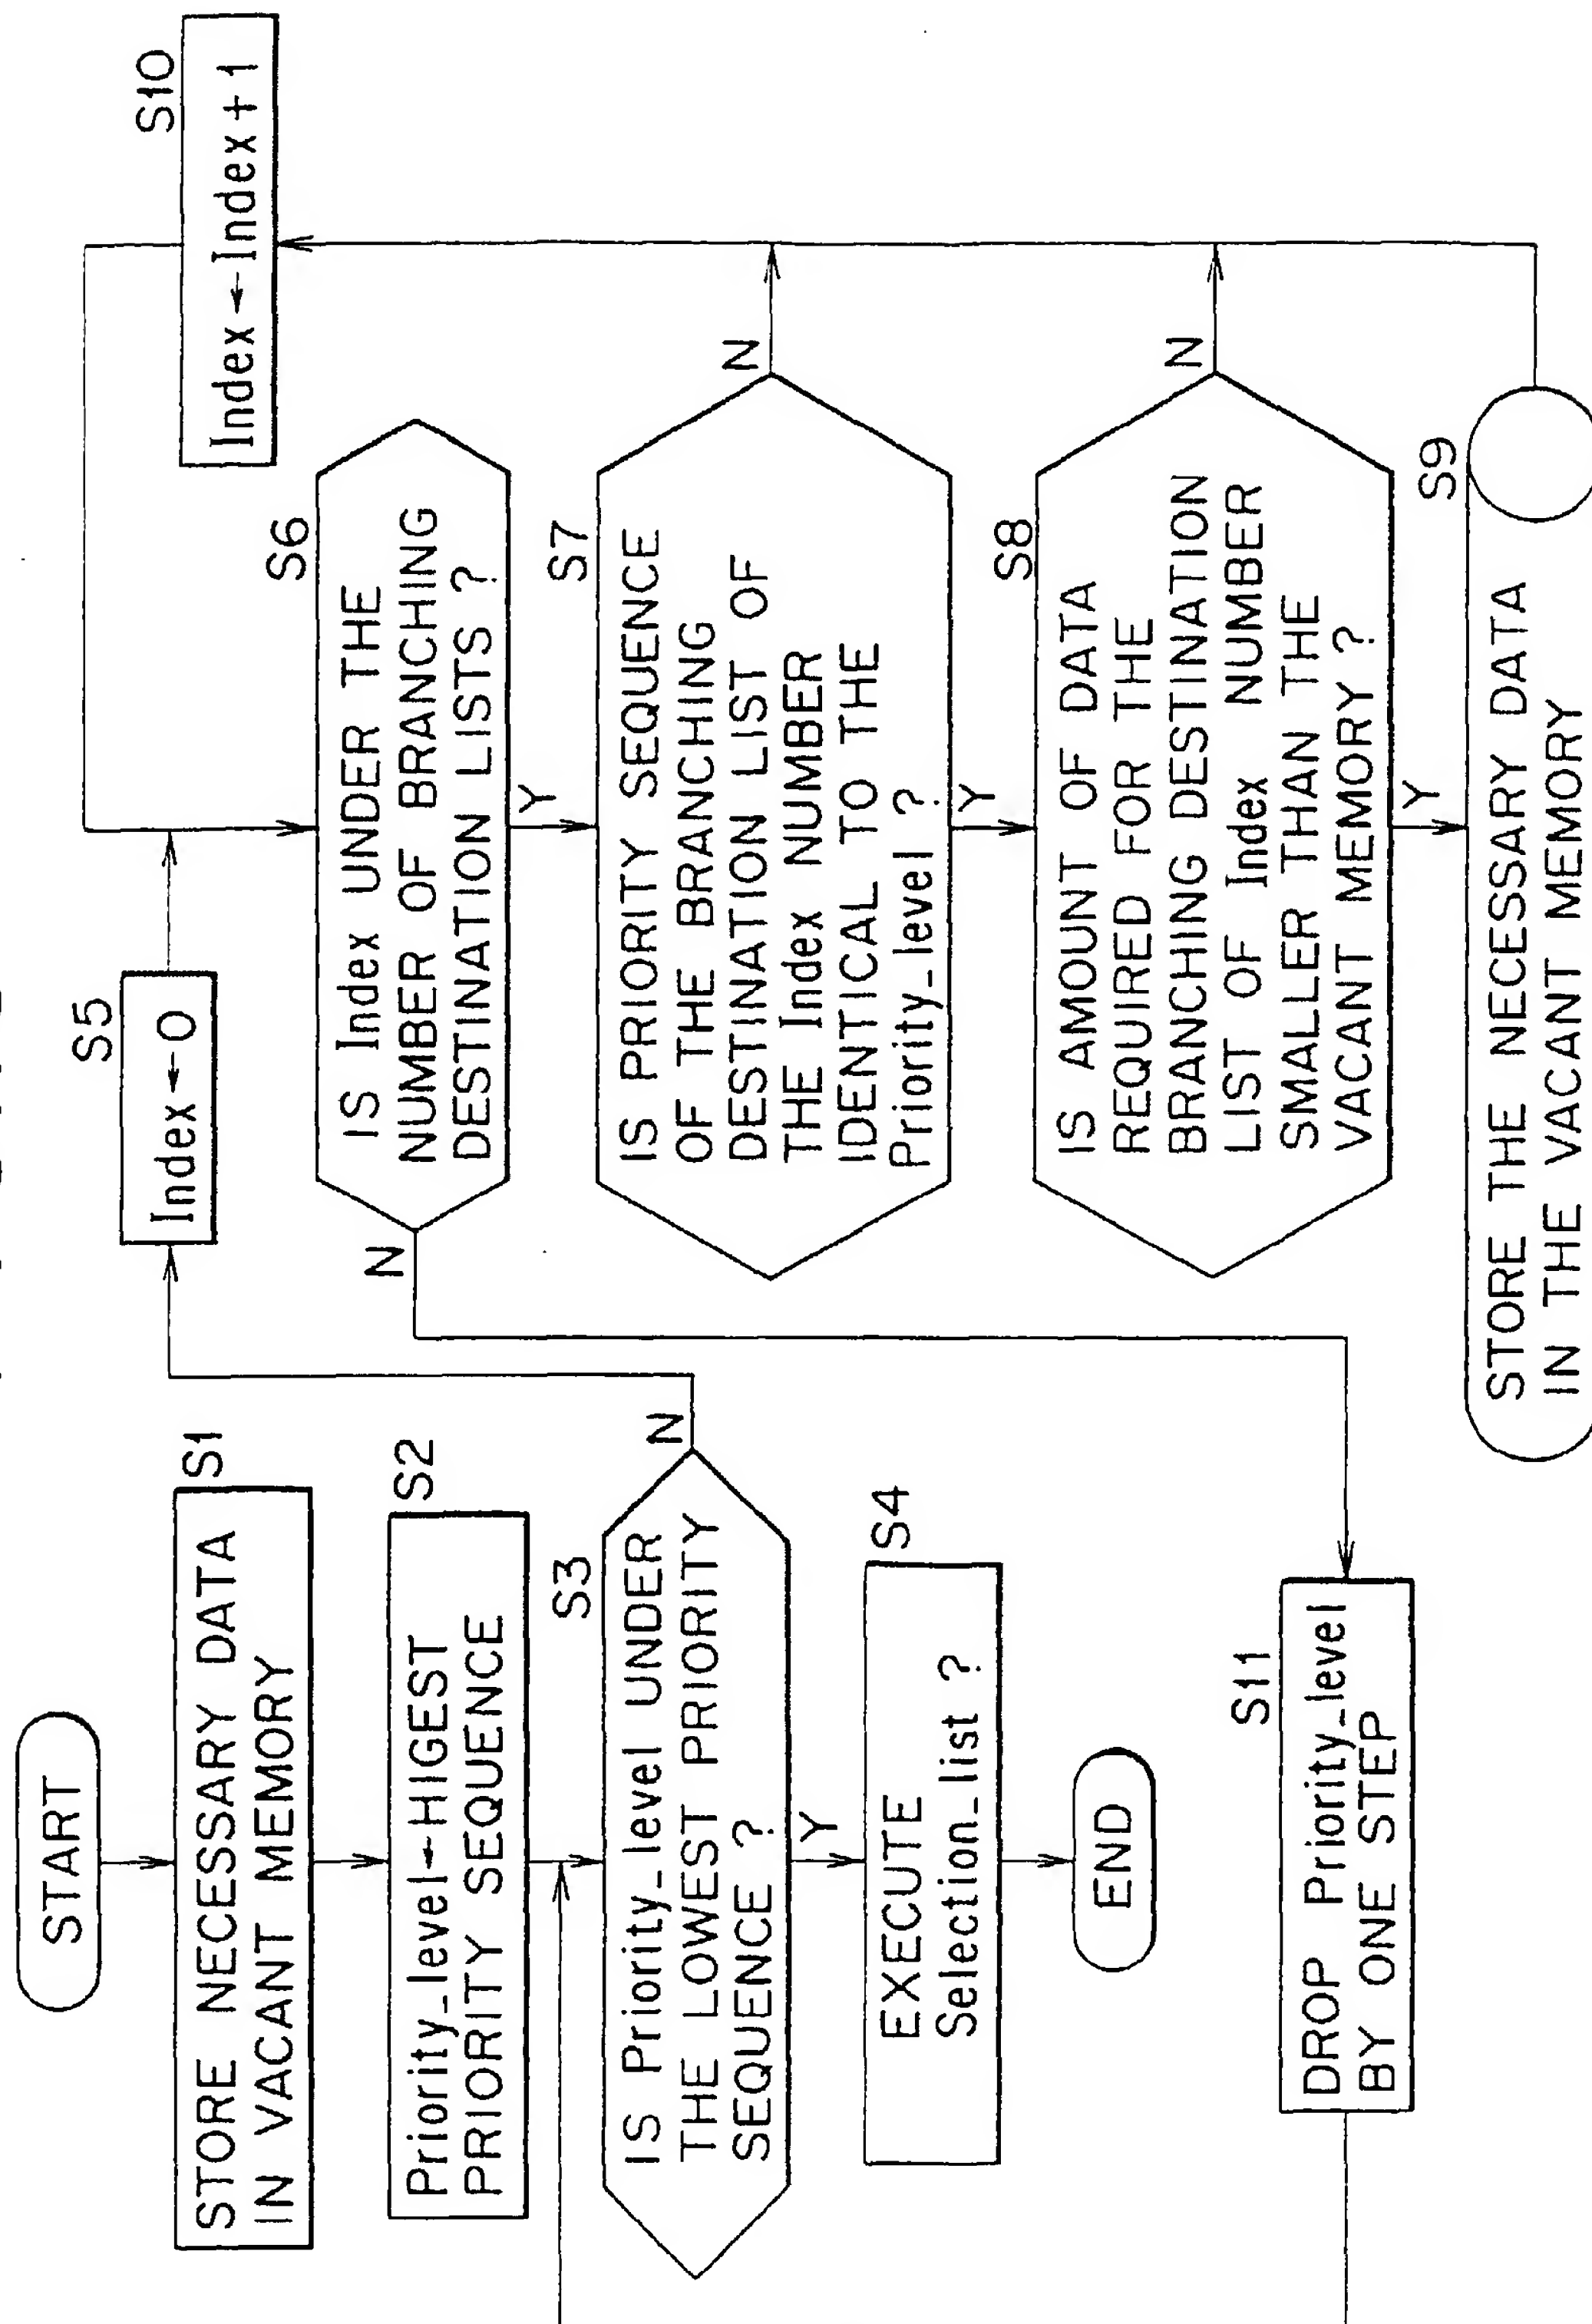 START
S1
STORE NECESSARY DATA
IN VACANT MEMORY
S2
Priority_level←HIGEST
PRIORITY SEQUENCE
S3
IS Priority_level UNDER
THE LOWEST PRIORITY
SEQUENCE ?
N
Y
S4
EXECUTE
Selection_list ?
END
S11
DROP Priority_level
BY ONE STEP
S5
Index←0
S6
IS Index UNDER THE
NUMBER OF BRANCHING
DESTINATION LISTS ?
N
Y
S7
IS PRIORITY SEQUENCE
OF THE BRANCHING
DESTINATION LIST OF
THE Index NUMBER
IDENTICAL TO THE
Priority_level ?
N
Y
S8
IS AMOUNT OF DATA
REQUIRED FOR THE
BRANCHING DESTINATION
LIST OF Index NUMBER
SMALLER THAN THE
VACANT MEMORY ?
N
Y
S9
STORE THE NECESSARY DATA
IN THE VACANT MEMORY
S10
Index←Index+1